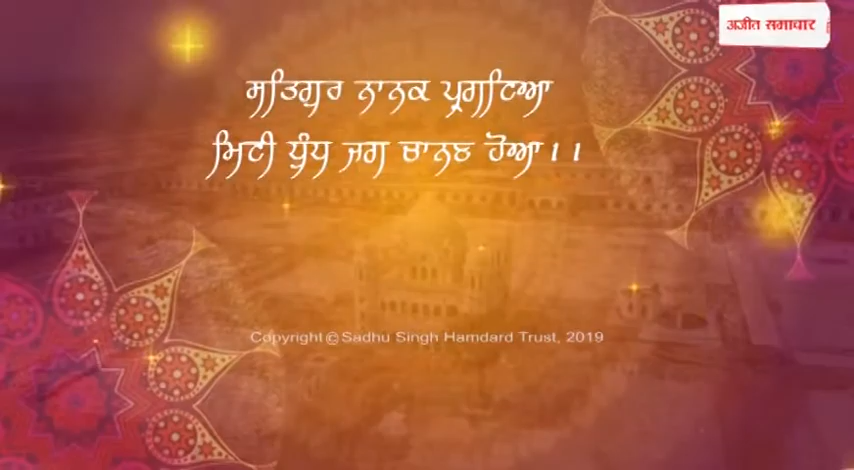 अजीत समाचार
ਸਤਿਗੁਰ ਨਾਨਕ ਪ੍ਰਗਟਿਆ
ਮਿਟੀ ਧੁੰਧ ਜਗ ਚਾਨਣ ਹੋਆ।।
Copyright © Sadhu Singh Hamdard Trust, 2019